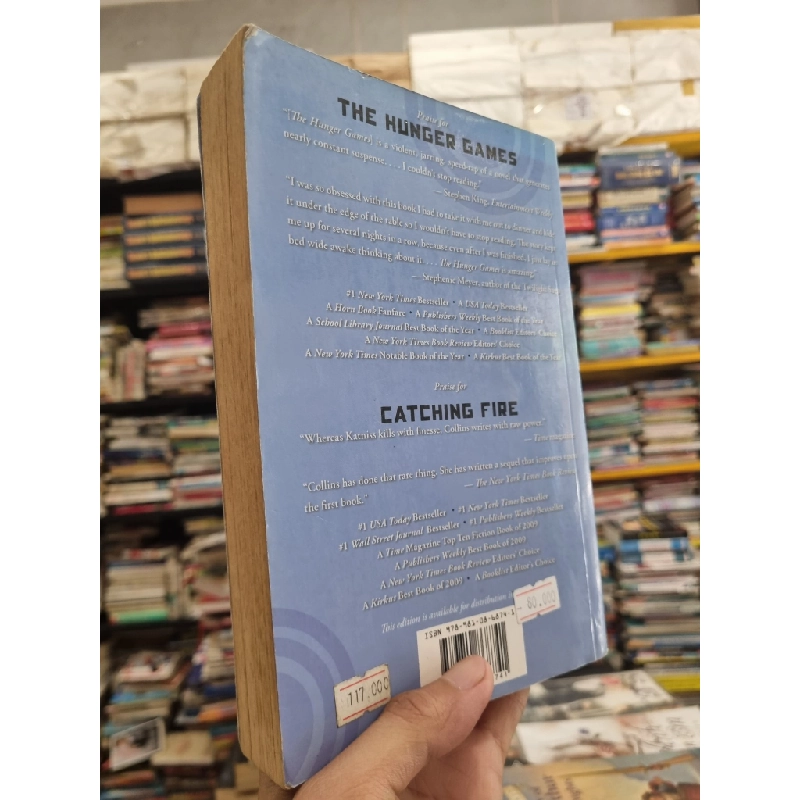 Praise for
THE HUNGER GAMES
"[The Hunger Games] is a violent, jarring, speed-rap of a novel that generates
nearly constant suspense. . . . I couldn't stop reading."
— Stephen King, Entertainment Weekly
"I was so obsessed with this book I had to take it with me out to dinner and hide
it under the edge of the table so I wouldn't have to stop reading. The story kept
me up for several nights in a row, because even after I was finished, I just lay in
bed wide awake thinking about it. . . . The Hunger Games is amazing."
— Stephenie Meyer, author of the
#1 New York Times Bestseller • A USA Today Bestseller
A Horn Book Fanfare • A Publishers Weekly Best Book of the Year
A School Library Journal Best Book of the Year • A Booklist Editors' Choice
A New York Times Book Review Editors' Choice
A New York Times Notable Book of the Year • A Kirkus Best Book of the Year
Praise for
CATCHING FIRE
"Whereas Katniss kills with finesse, Collins writes with raw power."
— Time magazine
"Collins has done that rare thing. She has written a sequel that improves upon
the first book."
— The New York Times Book Review
#1 USA Today Bestseller • #1 New York Times Bestseller
#1 Wall Street Journal Bestseller • #1 Publishers Weekly Bestseller
A Time Magazine Top Ten Fiction Book of 2009
A Publishers Weekly Best Book of 2009
A New York Times Book Review Editors' Choice
A Kirkus Best Book of 2009 • A Booklist Editor's Choice
This edition is available for distribution
80.000
ISBN 978-981-08-6874-1
117.000